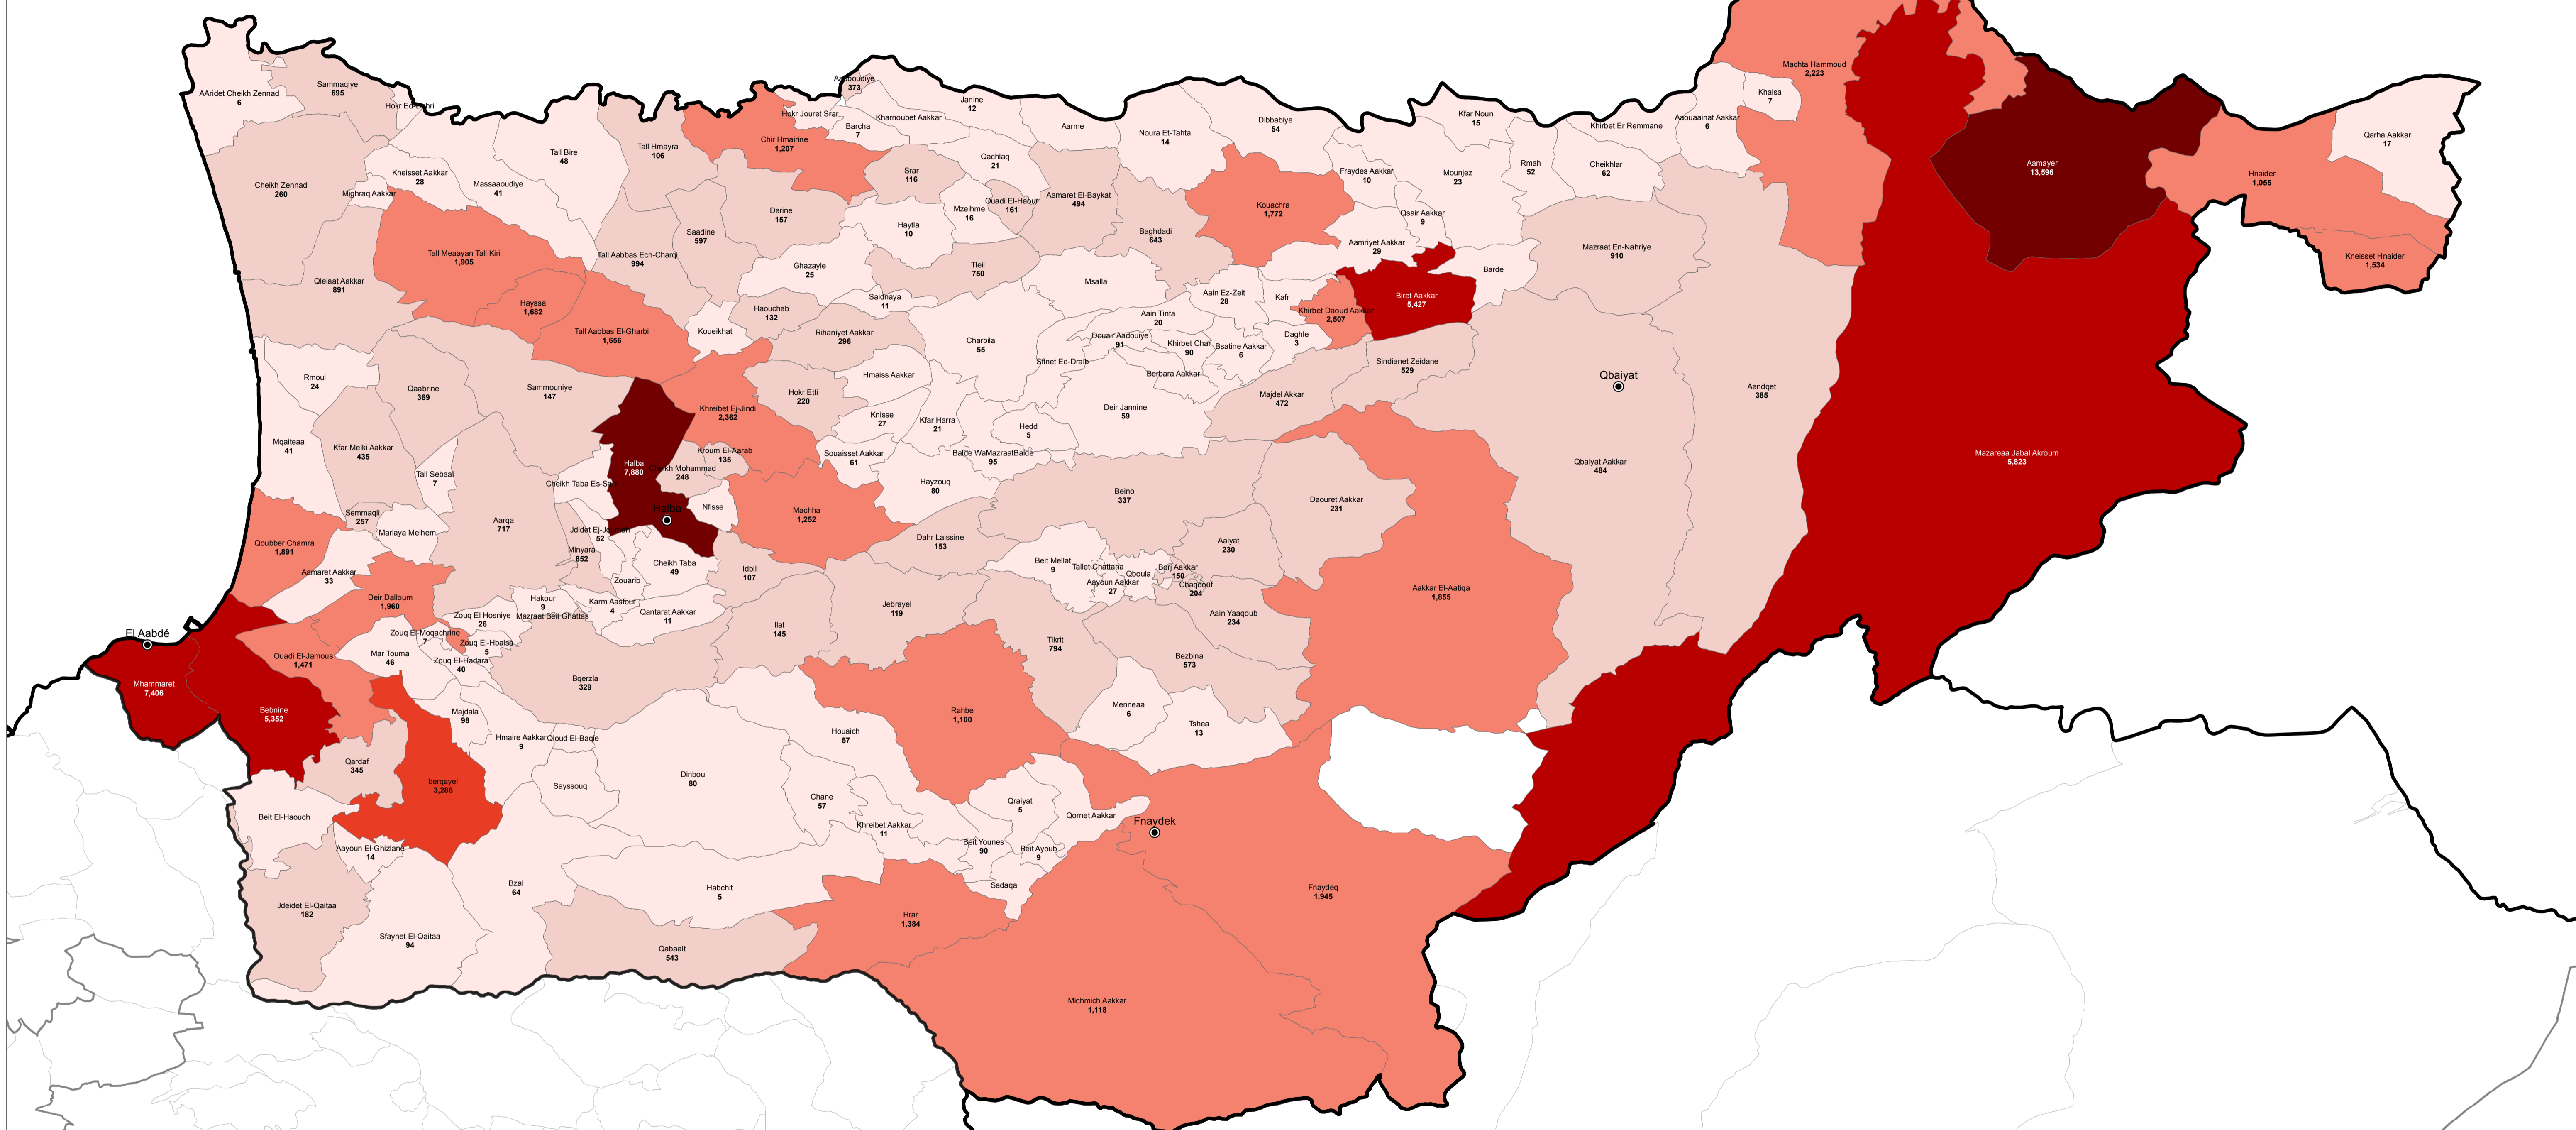 AAridet Cheikh Zennad
6
Sammaqiye
695
Cheikh Zennad
260
Kneisset Aakkar
28
Mighraq Aakkar
Massaaoudiye
41
Tall Bire
48
Tall Hmayra
106
Chir Hmairine
1,207
Hokr Jouret Srar
373
Barcha
7
Kharnoubet Aakkar
Janine
12
Aarme
Noura Et-Tahta
14
Dibbabiye
54
Fraydes Aakkar
10
Kfar Noun
15
Mounjez
23
Rmah
52
Khirbet Er Remmane
Cheikhlar
62
Aaouaainat Aakkar
6
Khalsa
7
Machta Hammoud
2,223
Aamayer
13,596
Hnaider
1,055
Qarha Aakkar
17
Kneisset Hnaider
1,534
Qleiaat Aakkar
891
Tall Meaayan Tall Kiri
1,905
Hayssa
1,682
Tall Aabbas El-Gharbi
1,656
Tall Aabbas Ech-Charqi
994
Saadine
597
Darine
157
Srar
116
Qachlaq
21
Mzeihme
16
Ouadi El-Haour
161
Aamaret El-Baykat
494
Haytla
10
Baghdadi
643
Kouachra
1,772
Qsair Aakkar
9
Aamriyet Aakkar
29
Barde
Mazraat En-Nahriye
910
Ghazayle
25
Tleil
750
Saidnaya
11
Msalla
Aain Ez-Zeit
28
Kafr
Khirbet Daoud Aakkar
2,507
Biret Aakkar
5,427
Koueikhat
Haouchab
132
Rihaniyet Aakkar
296
Charbila
55
Aain Tinta
20
Douair Aadouiye
91
Khirbet Char
90
Bsatine Aakkar
6
Daghle
3
Sfinet Ed-Draib
Berbara Aakkar
Sindianet Zeidane
529
Majdel Akkar
472
Qbaiyat
Aandqet
385
Qbaiyat Aakkar
484
Mazareaa Jabal Akroum
5,823
Rmoul
24
Qaabrine
369
Sammouniye
147
Khreibet Ej-Jindi
2,362
Hokr Etti
220
Hmaiss Aakkar
Knisse
27
Kfar Harra
21
Hedd
5
Deir Jannine
59
Mqaiteaa
41
Kfar Melki Aakkar
435
Tall Sebaal
7
Halba
7,880
Kroum El-Aarab
135
Cheikh Mohammad
248
Souaisset Aakkar
61
Balde WaMazraatBalde
95
Hayzouq
80
Beino
337
Daouret Aakkar
231
Semmaqli
257
Marlaya Melhem
Aarqa
717
Halba
Nfisse
Machha
1,252
Dahr Laissine
153
Aaiyat
230
Qoubber Chamra
1,891
Aamaret Aakkar
33
52
Minyara
852
Cheikh Taba
49
Zouarib
Idbil
107
Beit Mellat
9
Tallet Chattaha
Aayoun Aakkar
27
Qboula
Borj Aakkar
150
Chaqdouf
204
Aakkar El-Aatiqa
1,855
Deir Dalloum
1,960
Zouq El Hosniye
26
Hakour
9
Mazraat Beit Ghattas
Karm Aasfour
4
Qantarat Aakkar
11
Ilat
145
Jebrayel
119
Tikrit
794
Aain Yaaqoub
234
Bezbina
573
El Aabdé
Mhammaret
7,406
Bebnine
5,352
Ouadi El-Jamous
1,471
Mar Touma
46
Zouq El-Moqachrine
7
Zouq El-Hbalsa
5
Zouq El-Hadara
40
Bqerzla
329
Rahbe
1,100
Menneaa
6
Tshea
13
Majdala
98
Hmaire Aakkar
9
Qloud El-Baqie
Houaich
57
Qardaf
345
berqayel
3,286
Sayssouq
Dinbou
80
Chane
57
Khreibet Aakkar
11
Qraiyat
5
Qornet Aakkar
Fnaydek
Beit El-Haouch
Aayoun El-Ghizlane
14
Beit Younes
90
Beit Ayoub
9
Sadaqa
Bzal
64
Habchit
5
Fnaydeq
1,945
Jdeidet El-Qaitaa
182
Sfaynet El-Qaitaa
94
Qabaait
543
Hrar
1,384
Michmich Aakkar
1,118